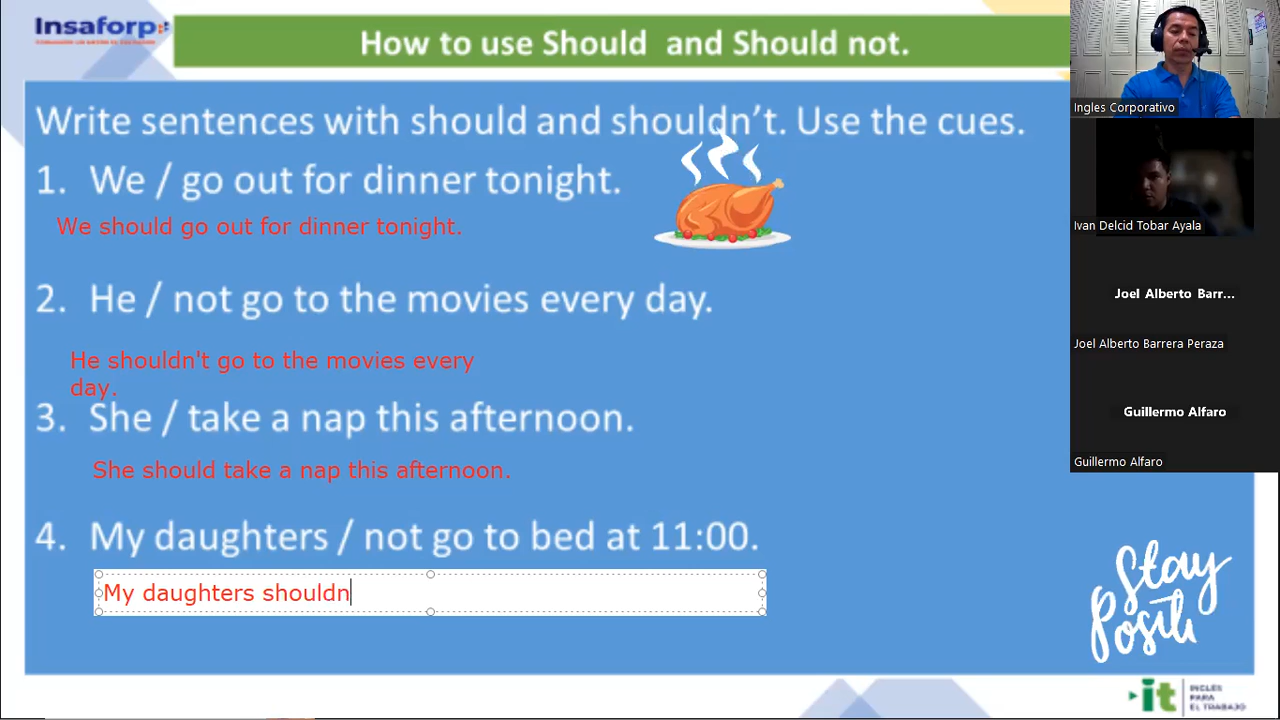 Insaforp
How to use Should and Should not.
Write sentences with should and shouldn't. Use the cues.
1. We / go out for dinner tonight.
We should go out for dinner tonight.
2. He / not go to the movies every day.
He shouldn't go to the movies every
day.
3. She / take a nap this afternoon.
She should take a nap this afternoon.
4. My daughters / not go to bed at 11:00.
My daughters shouldn
Ingles Corporativo
Ivan Delcid Tobar Ayala
Joel Alberto Barr...
Joel Alberto Barrera Peraza
Guillermo Alfaro
Guillermo Alfaro
Stay
Positi
it
INGLÉS
PARA
EL TRABAJO